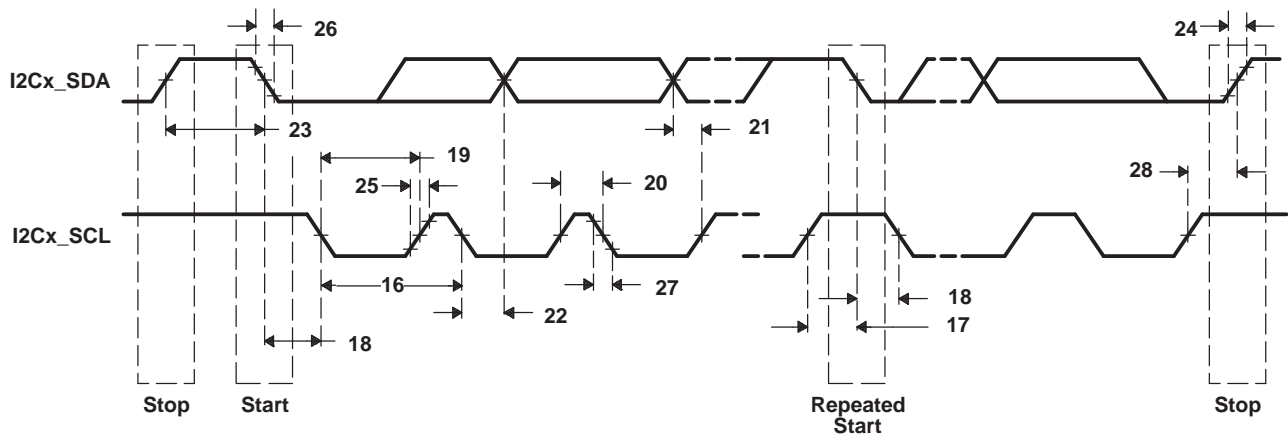 26
24
I2Cx_SDA
23
21
19
28
25
20
I2Cx_SCL
16
27
18
22
17
18
Stop
Start
Repeated
Start
Stop